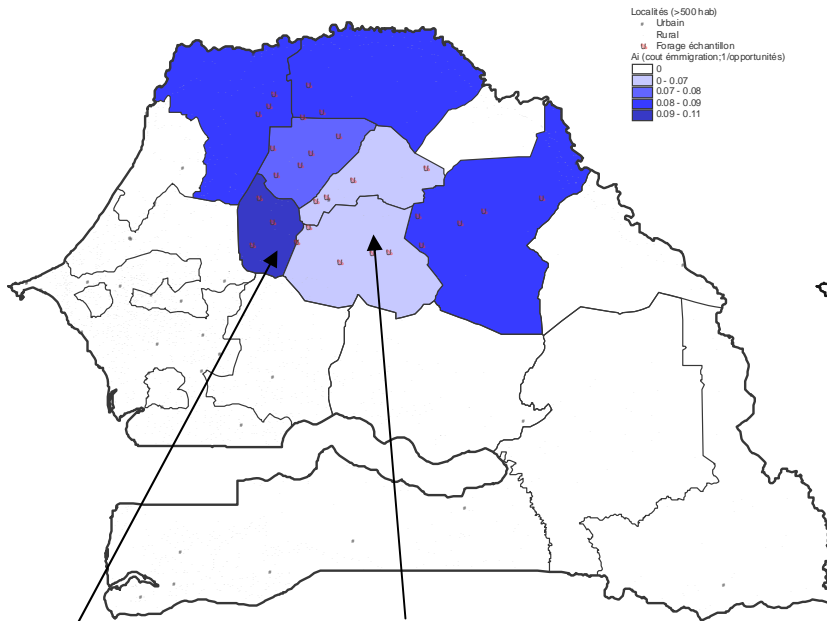 Localités (>500 hab)
Urbain
Rural
u Forage échantillon
Ai (cout émmigration;1/opportunités)
0
0 - 0.07
0.07 - 0.08
0.08 - 0.09
0.09 - 0.11